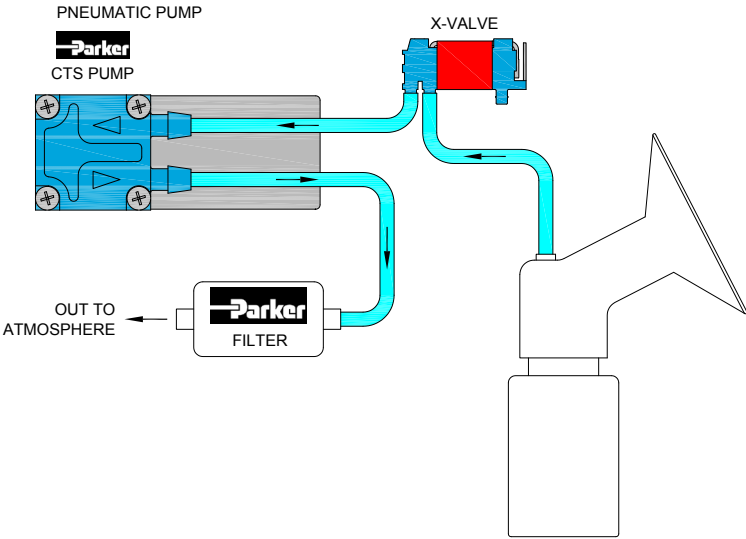 PNEUMATIC PUMP
Parker
CTS PUMP
X-VALVE
Parker
FILTER
OUT TO
ATMOSPHERE